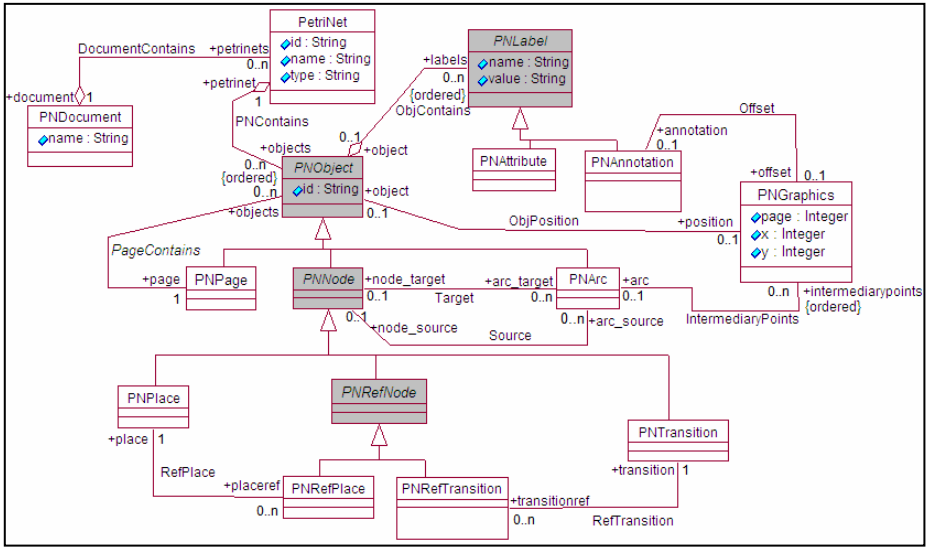 PetriNet
id : String
name : String
type : String
DocumentContains
+petrinets
0..n
+petrinet
1
+document
1
PNDocument
name : String
PNContains
+objects
0..n
{ordered}
0..n
+objects
PNLabel
name : String
value : String
+labels
0..n
{ordered}
ObjContains
0..1
+object
PNObject
id : String
+object
0..1
PNAttribute
PNAnnotation
Offset
+annotation
0..1
+offset
0..1
PNGraphics
page : Integer
x : Integer
y : Integer
ObjPosition
+position
0..1
PageContains
+page
1
PNPage
PNNode
+node_target
0..1
Target
+arc_target
0..n
PNArc
+arc
0..1
0..n
+intermediarypoints
{ordered}
IntermediaryPoints
0..1
+node_source
Source
0..n
+arc_source
PNPlace
PNRefNode
PNTransition
+place
1
RefPlace
+placeref
0..n
PNRefPlace
PNRefTransition
+transition
1
+transitionref
0..n
RefTransition